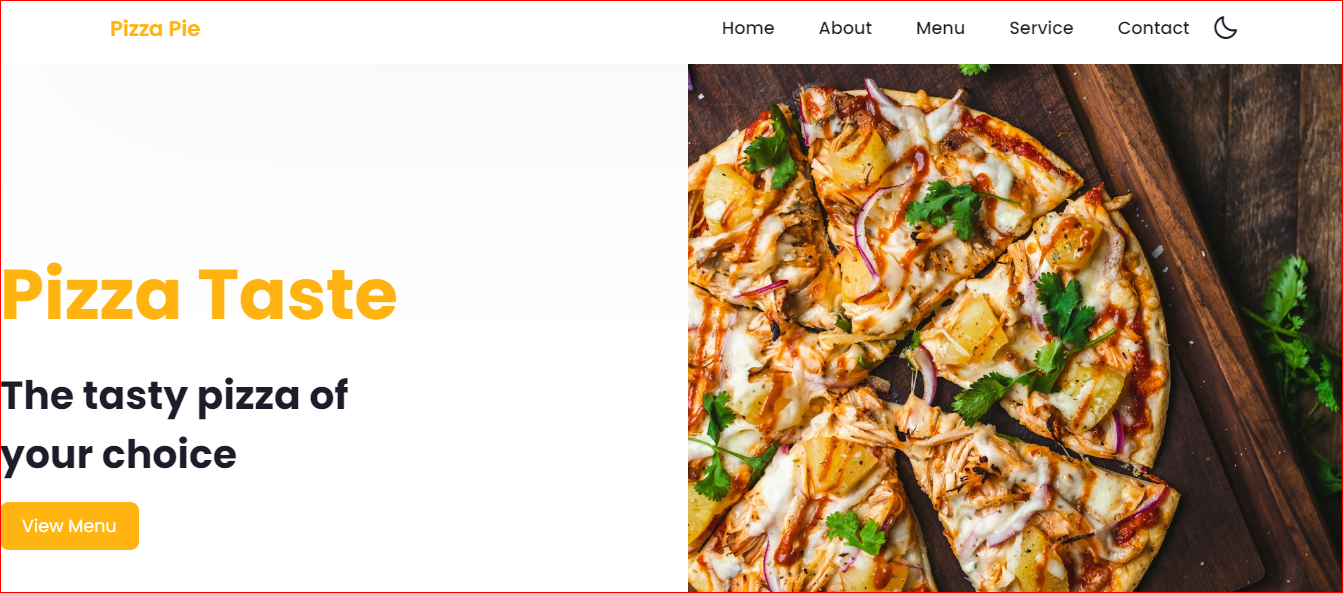 Pizza Pie
Home About Menu Service Contact
Pizza Taste
The tasty pizza of
your choice
View Menu